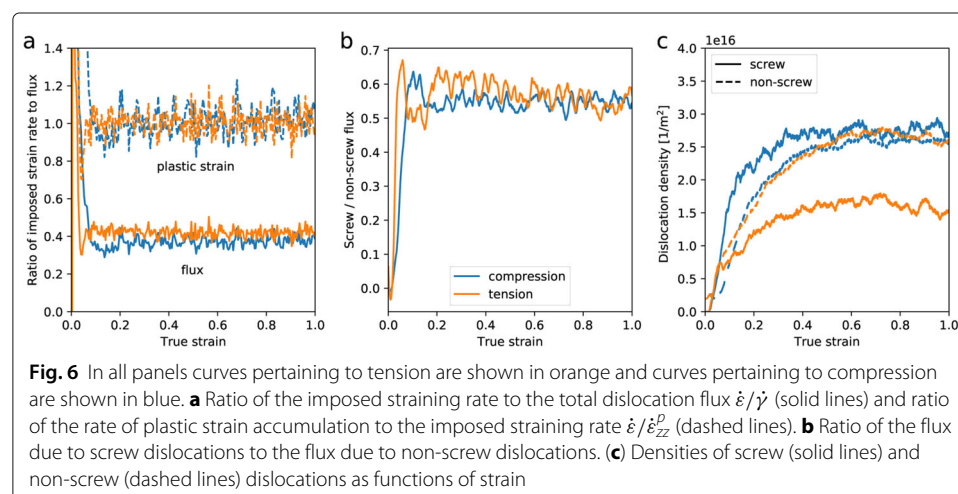 a
Ratio of imposed strain rate to flux
1.4
1.2
1.0
0.8
0.6
0.4
0.2
0.0
plastic strain
flux
0.0 0.2 0.4 0.6 0.8 1.0
True strain
b
Screw / non-screw flux
0.7
0.6
0.5
0.4
0.3
0.2
0.1
0.0
compression
tension
0.0 0.2 0.4 0.6 0.8 1.0
True strain
c
1e16
Dislocation density [1/m²]
4.0
3.5
3.0
2.5
2.0
1.5
1.0
0.5
0.0
screw
non-screw
0.0 0.2 0.4 0.6 0.8 1.0
True strain
Fig. 6 In all panels curves pertaining to tension are shown in orange and curves pertaining to compression
are shown in blue. a Ratio of the imposed straining rate to the total dislocation flux ε̇/γ̇ (solid lines) and ratio
of the rate of plastic strain accumulation to the imposed straining rate ε̇/ε̇ᵖzz (dashed lines). b Ratio of the flux
due to screw dislocations to the flux due to non-screw dislocations. (c) Densities of screw (solid lines) and
non-screw (dashed lines) dislocations as functions of strain